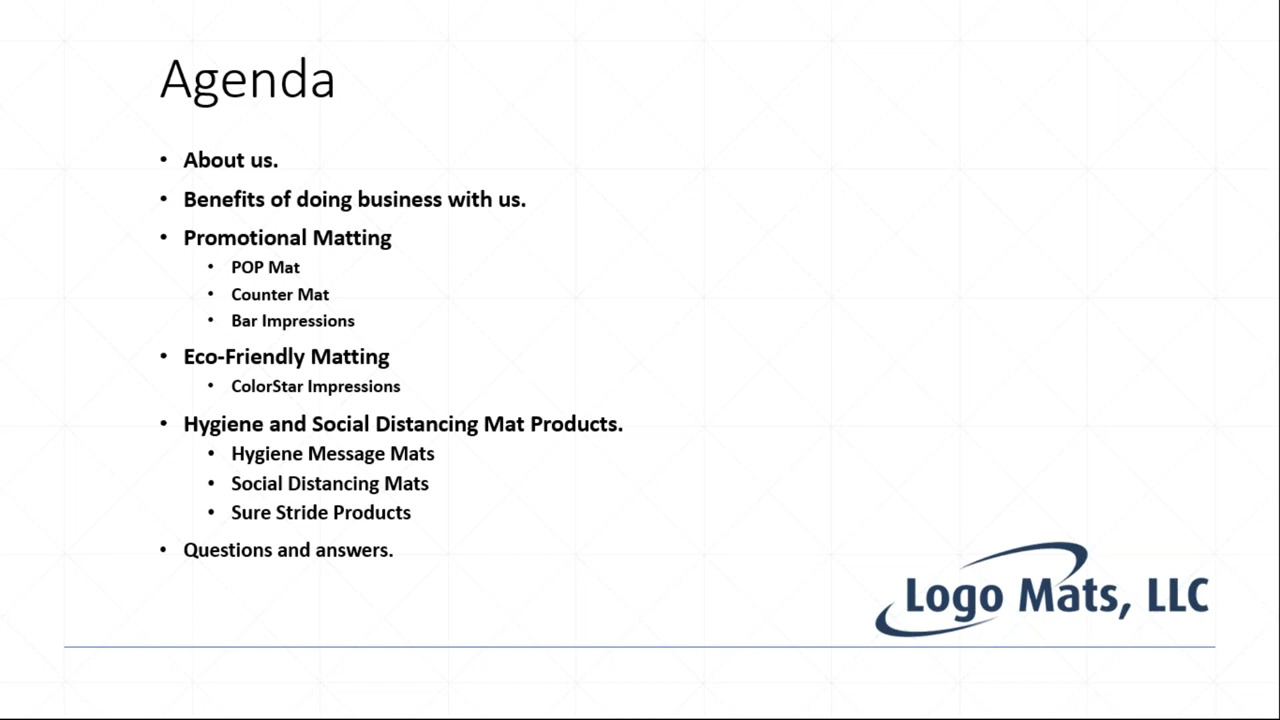 Agenda
• About us.
• Benefits of doing business with us.
• Promotional Matting
• POP Mat
• Counter Mat
• Bar Impressions
• Eco-Friendly Matting
• ColorStar Impressions
• Hygiene and Social Distancing Mat Products.
• Hygiene Message Mats
• Social Distancing Mats
• Sure Stride Products
• Questions and answers.
Logo Mats, LLC